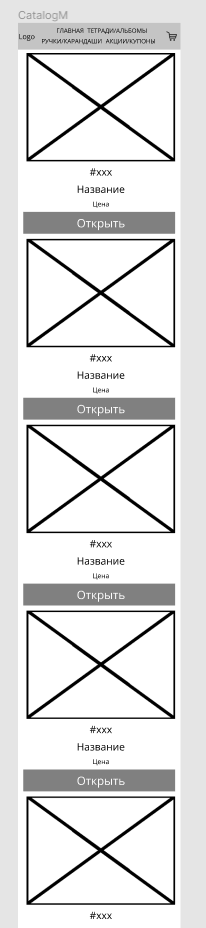 CatalogM
Logo
ГЛАВНАЯ ТЕТРАДИ/АЛЬБОМЫ
РУЧКИ/КАРАНДАШИ АКЦИИ/КУПОНЫ
#xxx
Название
Цена
Открыть
#xxx
Название
Цена
Открыть
#xxx
Название
Цена
Открыть
#xxx
Название
Цена
Открыть
#xxx